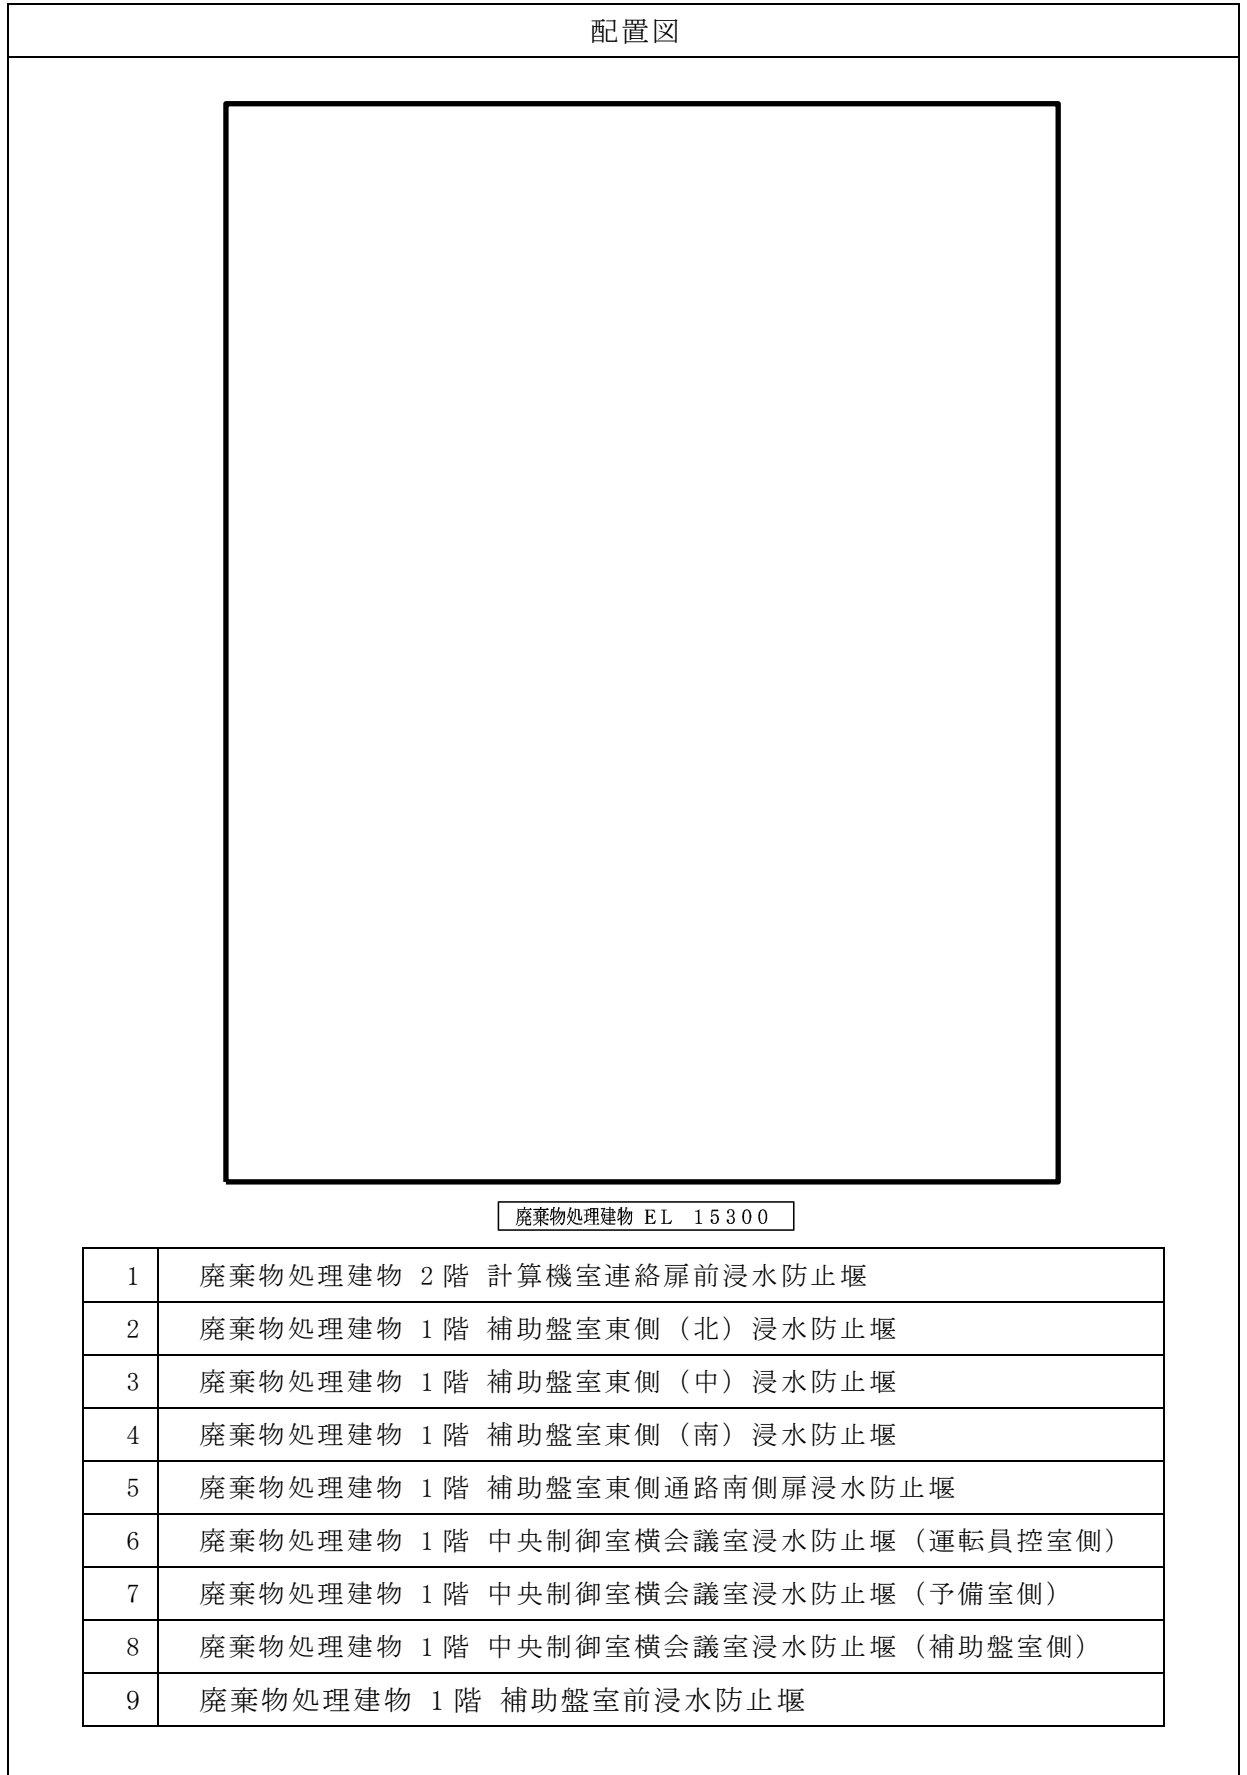 配置図
廃棄物処理建物 EL 15300
1 廃棄物処理建物 2階 計算機室連絡扉前浸水防止堰
2 廃棄物処理建物 1階 補助盤室東側（北）浸水防止堰
3 廃棄物処理建物 1階 補助盤室東側（中）浸水防止堰
4 廃棄物処理建物 1階 補助盤室東側（南）浸水防止堰
5 廃棄物処理建物 1階 補助盤室東側通路南側扉浸水防止堰
6 廃棄物処理建物 1階 中央制御室横会議室浸水防止堰（運転員控室側）
7 廃棄物処理建物 1階 中央制御室横会議室浸水防止堰（予備室側）
8 廃棄物処理建物 1階 中央制御室横会議室浸水防止堰（補助盤室側）
9 廃棄物処理建物 1階 補助盤室前浸水防止堰